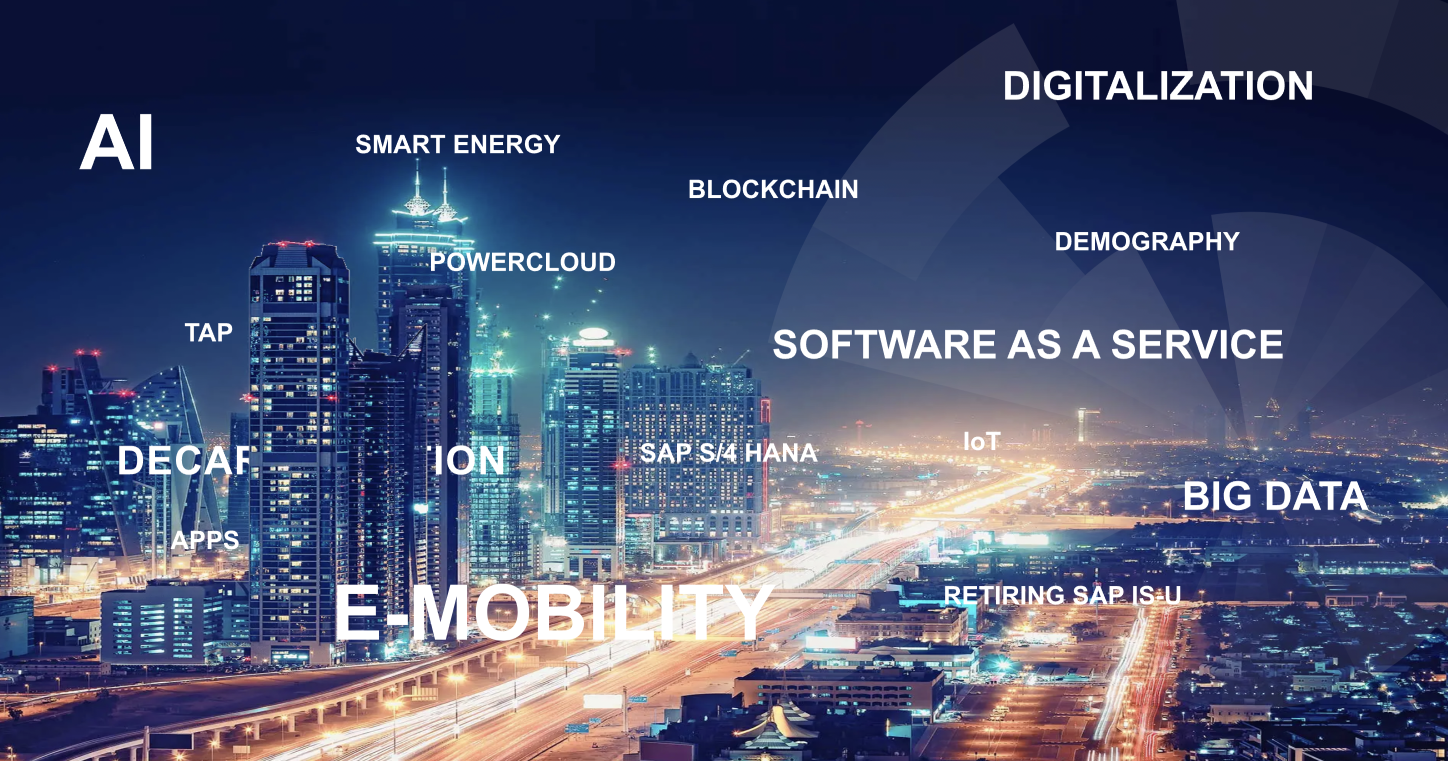 DIGITALIZATION
AI
SMART ENERGY
BLOCKCHAIN
DEMOGRAPHY
POWERCLOUD
TAP
SOFTWARE AS A SERVICE
IoT
SAP S/4 HANA
BIG DATA
APPS
RETIRING SAP IS-U
E-MOBILITY